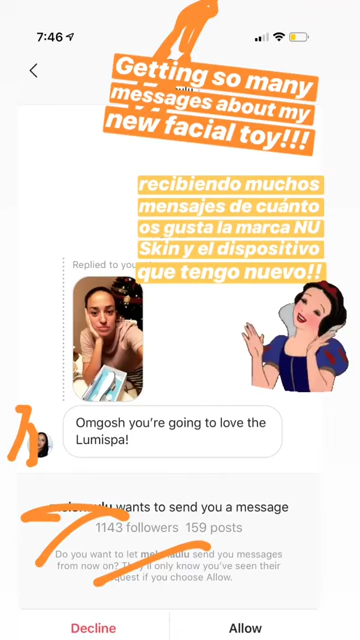 7:46
Getting so many
messages about my
new facial toy!!!
recibiendo muchos
mensajes de cuánto
os gusta la marca NU
Skin y el dispositivo
que tengo nuevo!!
Replied to you
Omgosh you're going to love the
Lumispa!
wants to send you a message
1143 followers 159 posts
Do you want to let send you messages
from now on? They'll only know you've seen their
request if you choose Allow.
Decline Allow